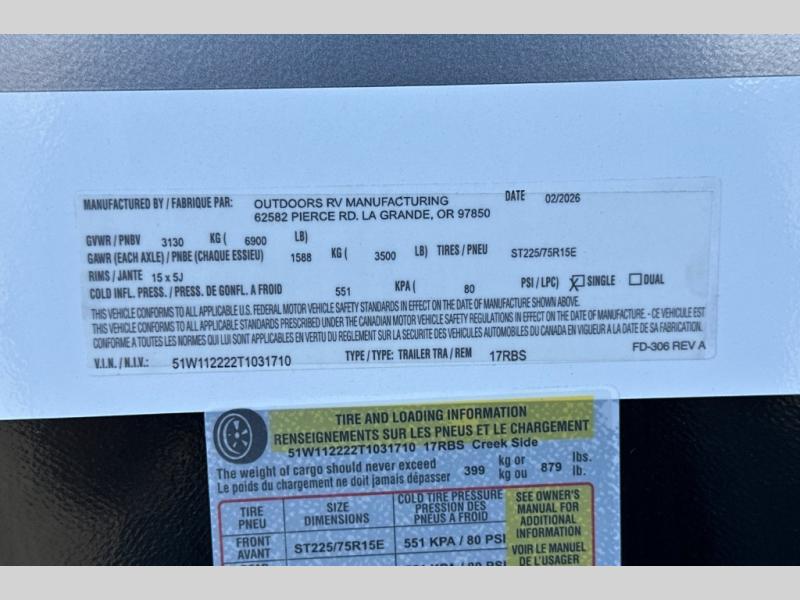 MANUFACTURED BY / FABRIQUE PAR: OUTDOORS RV MANUFACTURING DATE 02/2026
62582 PIERCE RD. LA GRANDE, OR 97850
GVWR / PNBV 3130 KG ( 6900 LB)
GAWR (EACH AXLE) / PNBE (CHAQUE ESSIEU) 1588 KG ( 3500 LB) TIRES / PNEU ST225/75R15E
RIMS / JANTE 15 x 5J
COLD INFL. PRESS. / PRESS. DE GONFL. A FROID 551 KPA ( 80 PSI / LPC) X SINGLE DUAL
THIS VEHICLE CONFORMS TO ALL APPLICABLE U.S. FEDERAL MOTOR VEHICLE SAFETY STANDARDS IN EFFECT ON THE DATE OF MANUFACTURE SHOWN ABOVE.
THIS VEHICLE CONFORMS TO ALL APPLICABLE STANDARDS PRESCRIBED UNDER THE CANADIAN MOTOR VEHICLE SAFETY REGULATIONS IN EFFECT ON THE DATE OF MANUFACTURE. - CE VEHICULE EST
CONFORME A TOUTES LES NORMES QUI LUI SONT APPLICABLES EN VERTU DU REGLEMENT SUR LA SECURITE DES VEHICULES AUTOMOBILES DU CANADA EN VIGUEUR A LA DATE DE SA FABRICATION.
FD-306 REV A
V.I.N. / N.I.V.: 51W112222T1031710 TYPE / TYPE: TRAILER TRA / REM 17RBS
TIRE AND LOADING INFORMATION
RENSEIGNEMENTS SUR LES PNEUS ET LE CHARGEMENT
51W112222T1031710 17RBS Creek Side
The weight of cargo should never exceed 399 kg or 879 lbs.
Le poids du chargement ne doit jamais dépasser kg ou lb.
TIRE
PNEU
SIZE
DIMENSIONS
COLD TIRE PRESSURE
PRESSION DES
PNEUS A FROID
SEE OWNER'S
MANUAL FOR
ADDITIONAL
INFORMATION
FRONT
AVANT
ST225/75R15E
551 KPA / 80 PSI
VOIR LE MANUEL
DE L'USAGER